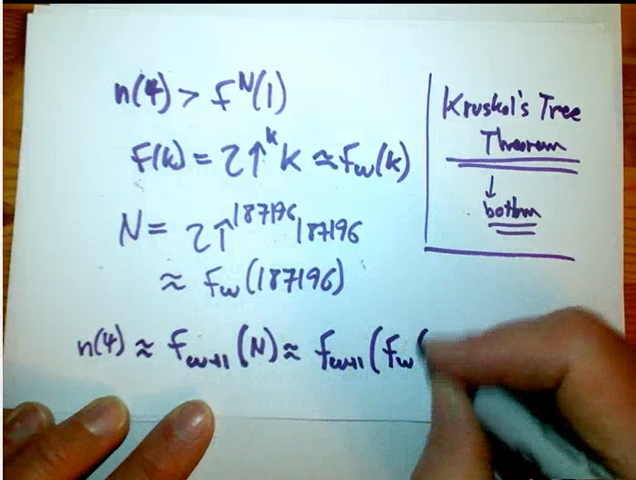 n(4) > f^N(1)
f(k) = 2↑^k k ≈ f_ω(k)
N = 2↑^187196 187196
≈ f_ω(187196)
n(4) ≈ f_ω+1(N) ≈ f_ω+1(f_ω(
Kruskal's Tree
Theorem
↓
bottom